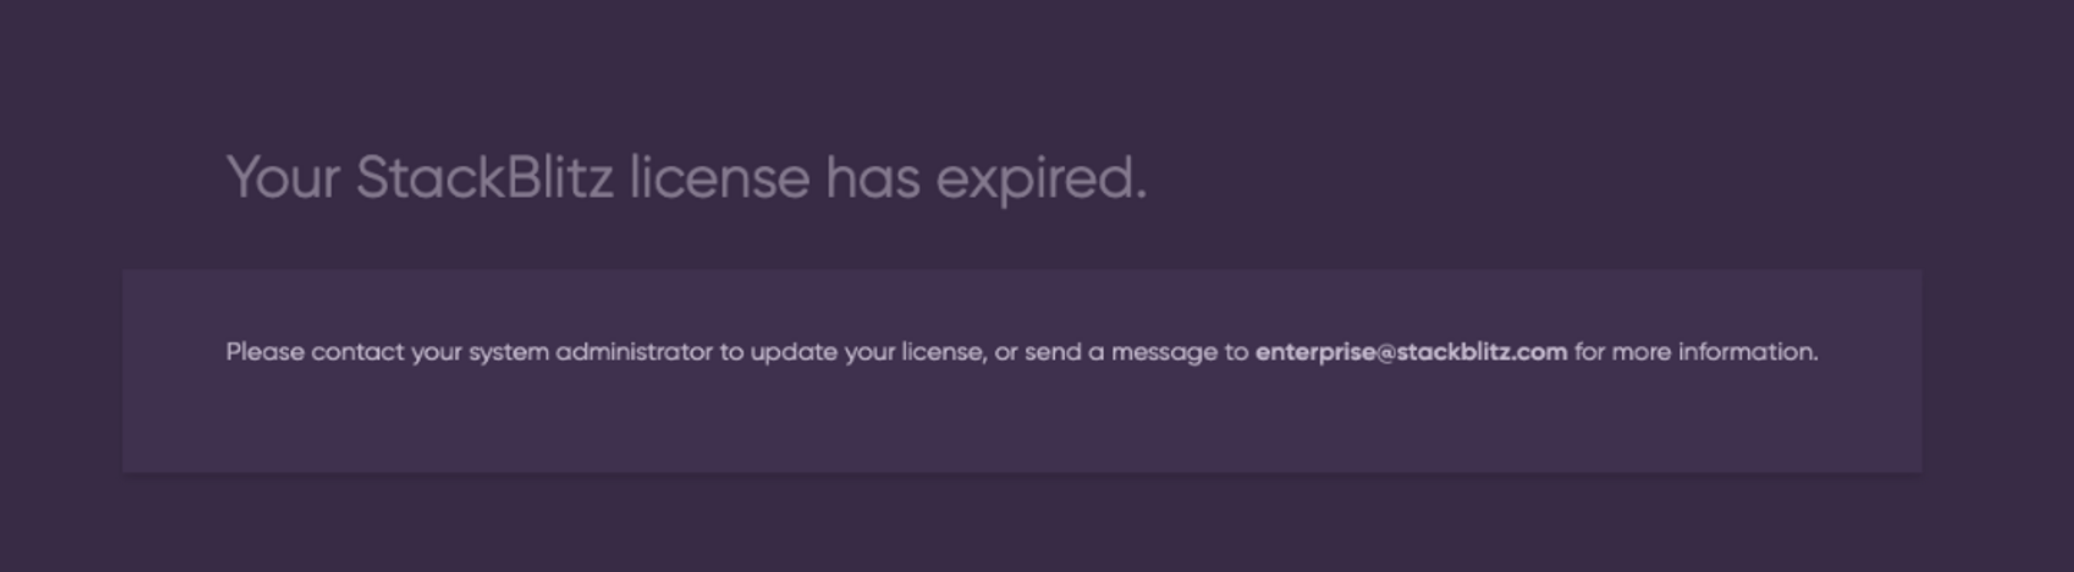 Your StackBlitz license has expired.
Please contact your system administrator to update your license, or send a message to enterprise@stackblitz.com for more information.